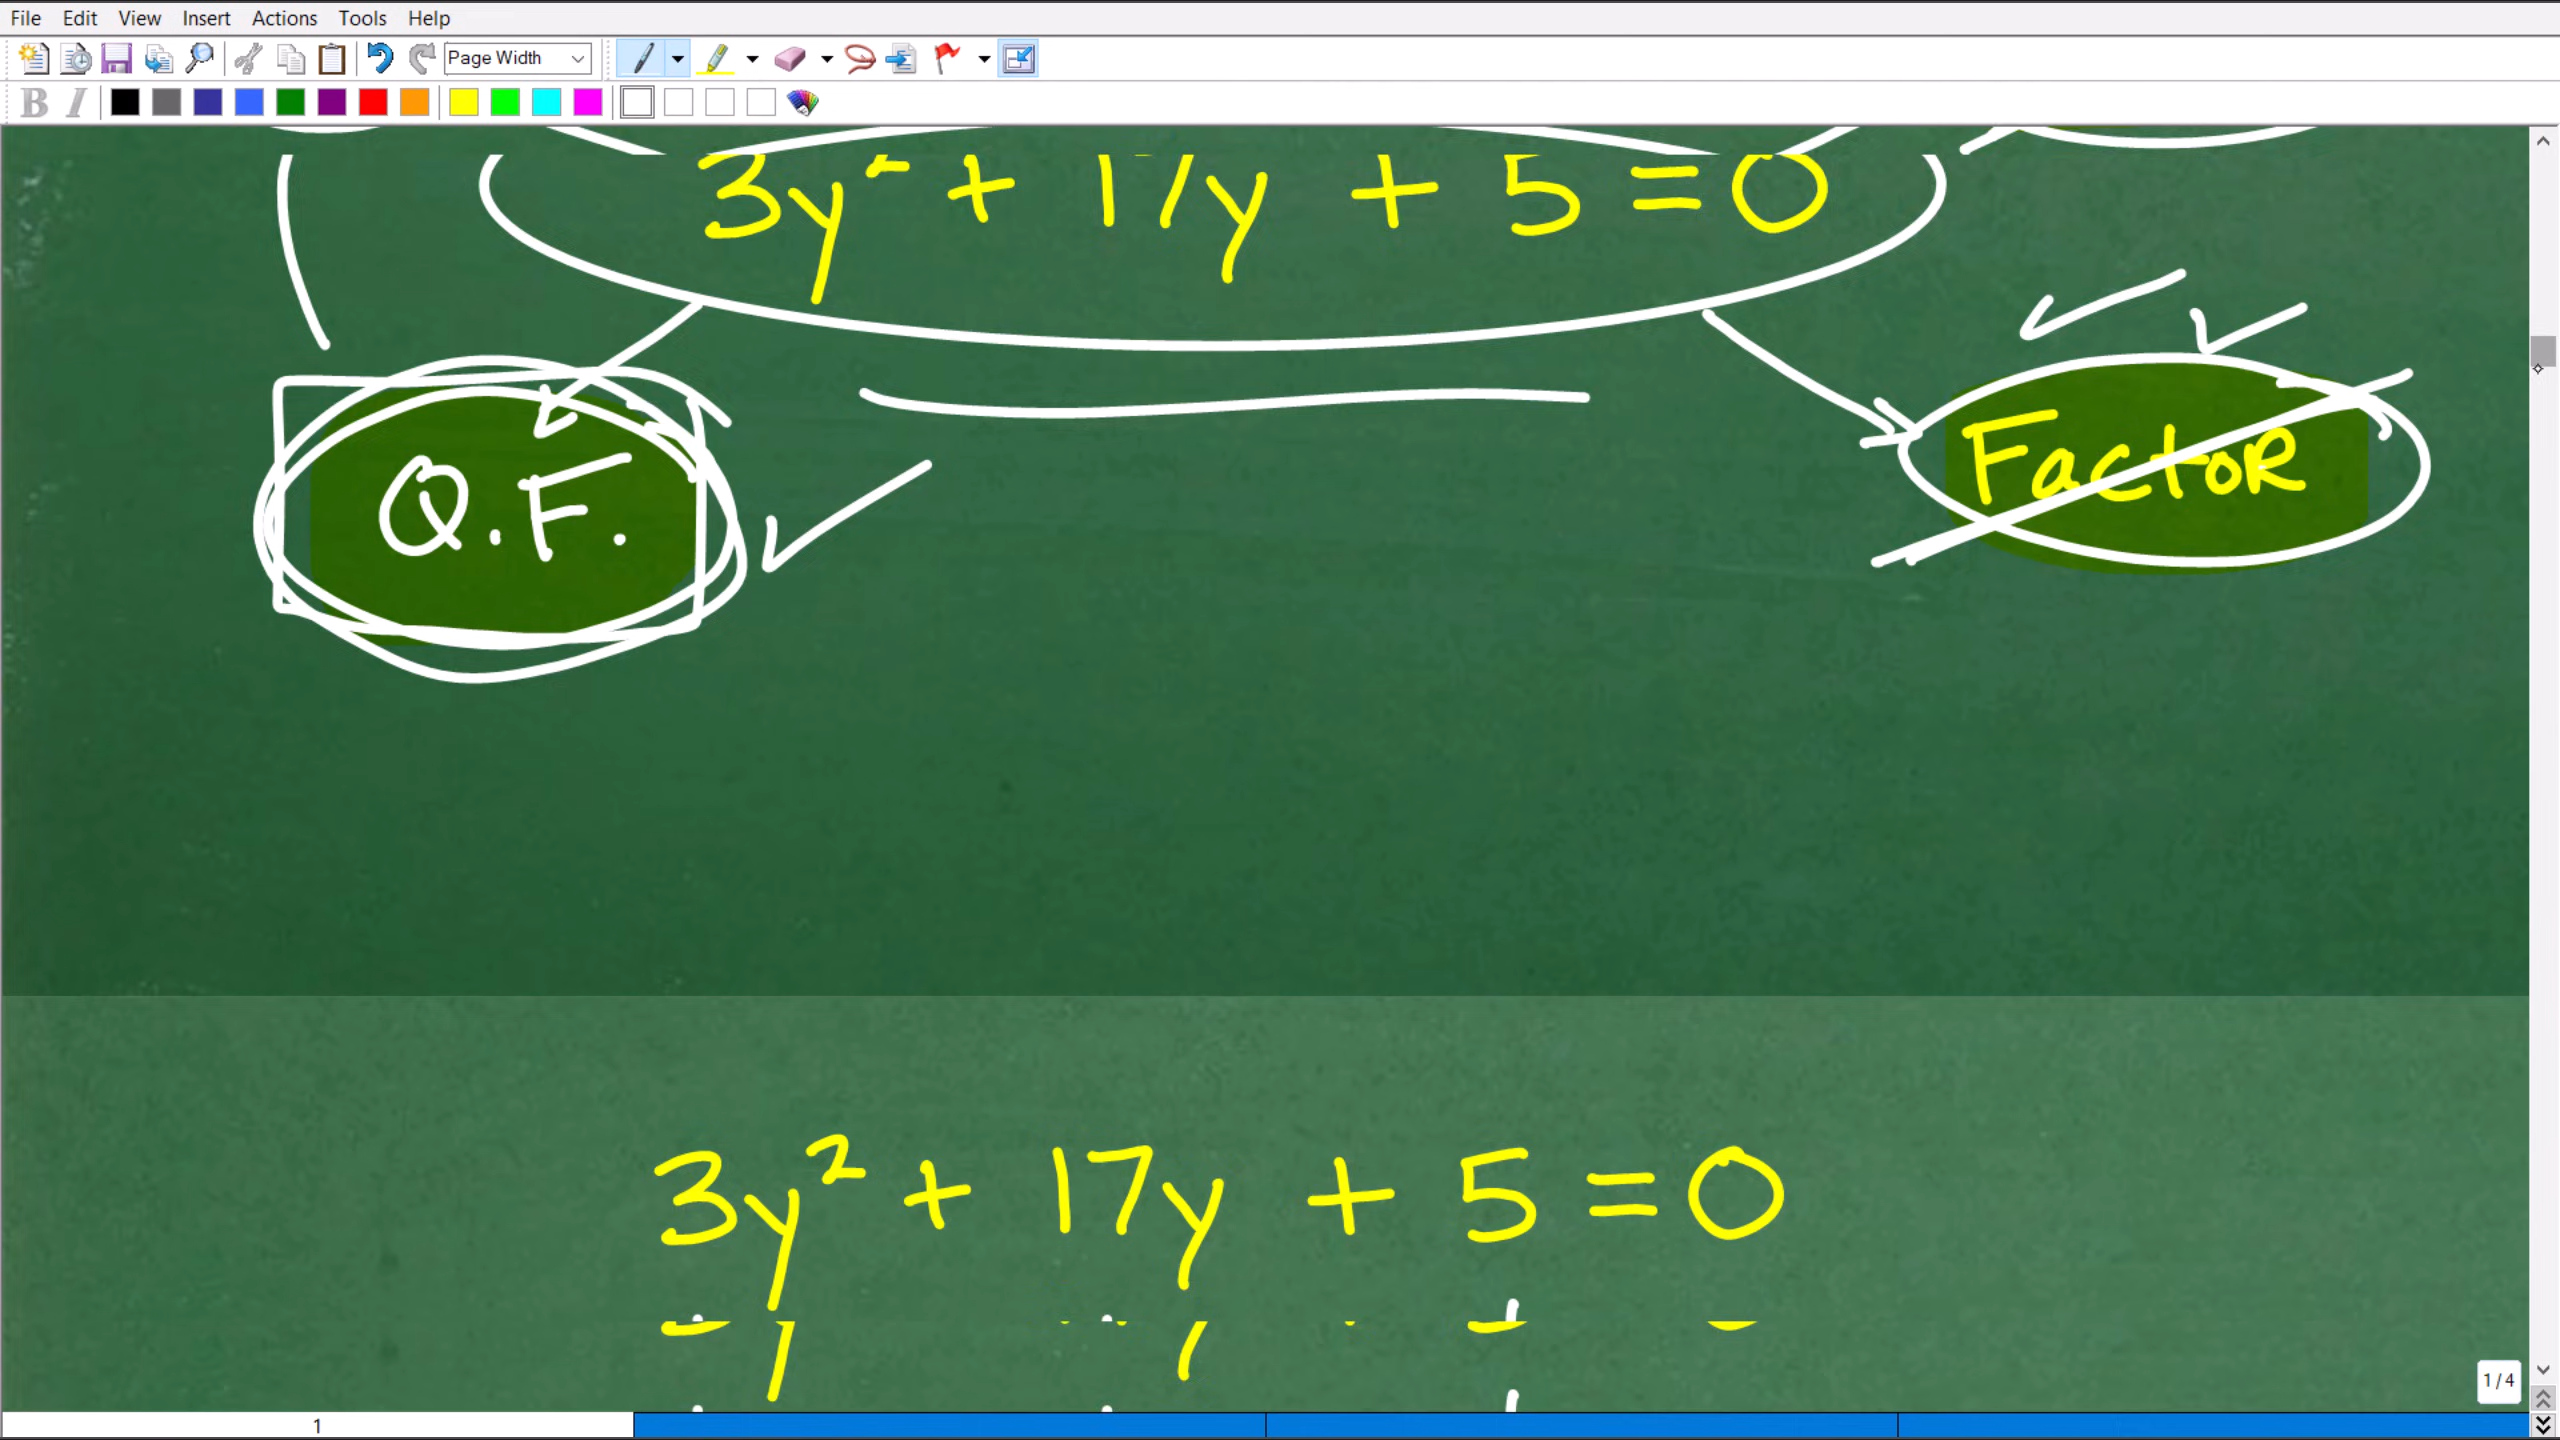 File Edit View Insert Actions Tools Help
Page Width
B I
3y² + 17y + 5 = 0
Q.F.
Factor
3y² + 17y + 5 = 0
1 / 4
1